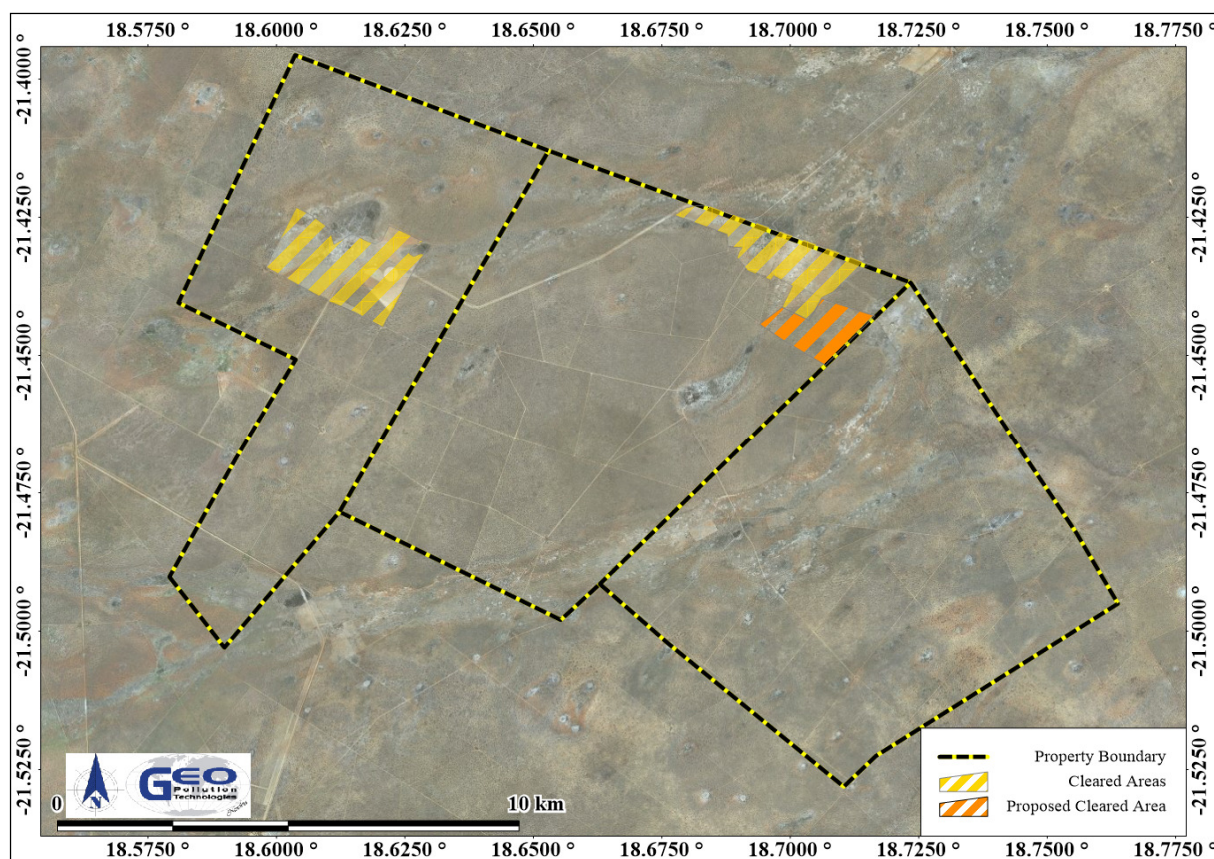 18.5750 ° 18.6000 ° 18.6250 ° 18.6500 ° 18.6750 ° 18.7000 ° 18.7250 ° 18.7500 ° 18.7750 °
-21.4000 ° -21.4000 °
-21.4250 ° -21.4250 °
-21.4500 ° -21.4500 °
-21.4750 ° -21.4750 °
-21.5000 ° -21.5000 °
-21.5250 ° -21.5250 °
Property Boundary
Cleared Areas
Proposed Cleared Area
N
GEO
Pollution
Technologies
0 10 km
18.5750 ° 18.6000 ° 18.6250 ° 18.6500 ° 18.6750 ° 18.7000 ° 18.7250 ° 18.7500 ° 18.7750 °